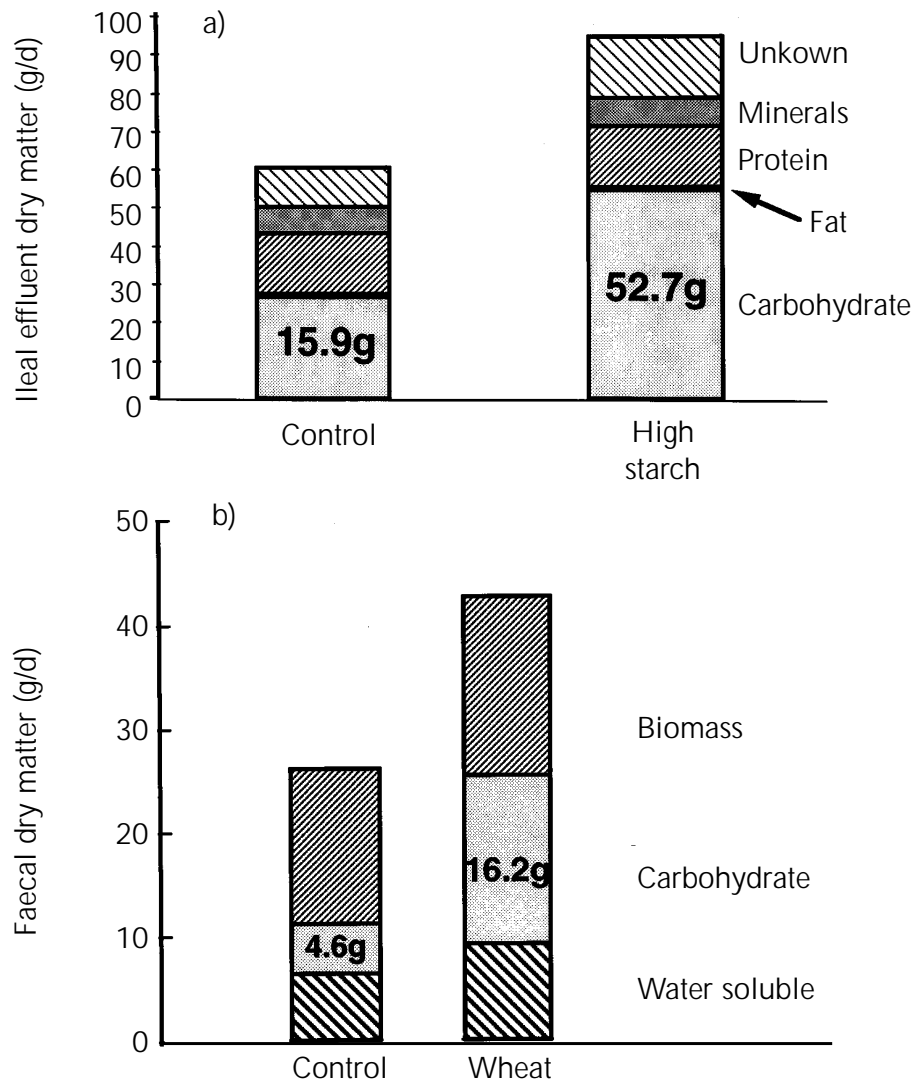 a)
Ileal effluent dry matter (g/d)
100
90
80
70
60
50
40
30
20
10
0
Unkown
Minerals
Protein
Fat
Carbohydrate
15.9g
52.7g
Control
High
starch
b)
Faecal dry matter (g/d)
50
40
30
20
10
0
Biomass
Carbohydrate
Water soluble
4.6g
16.2g
Control
Wheat